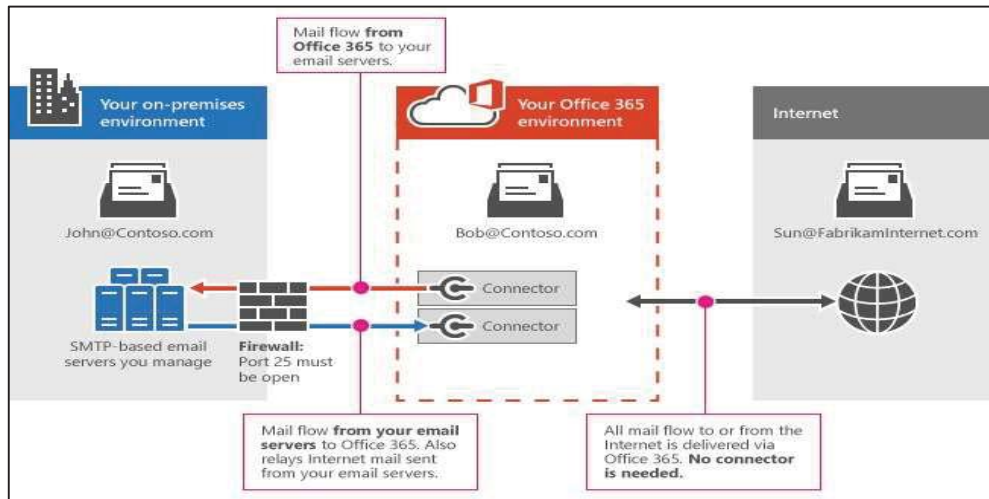 Mail flow from
Office 365 to your
email servers.
Your on-premises
environment
Your Office 365
environment
Internet
John@Contoso.com
Bob@Contoso.com
Sun@FabrikamInternet.com
Connector
Connector
SMTP-based email
servers you manage
Firewall:
Port 25 must
be open
Mail flow from your email
servers to Office 365. Also
relays Internet mail sent
from your email servers.
All mail flow to or from the
Internet is delivered via
Office 365. No connector
is needed.